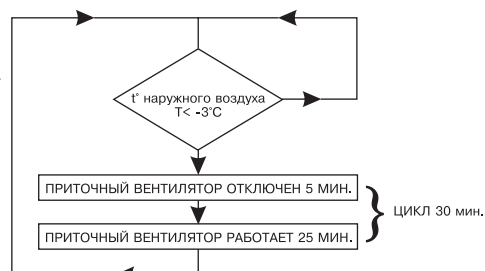 t° наружного воздуха
T< -3°C
ПРИТОЧНЫЙ ВЕНТИЛЯТОР ОТКЛЮЧЕН 5 МИН.
ЦИКЛ 30 мин.
ПРИТОЧНЫЙ ВЕНТИЛЯТОР РАБОТАЕТ 25 МИН.